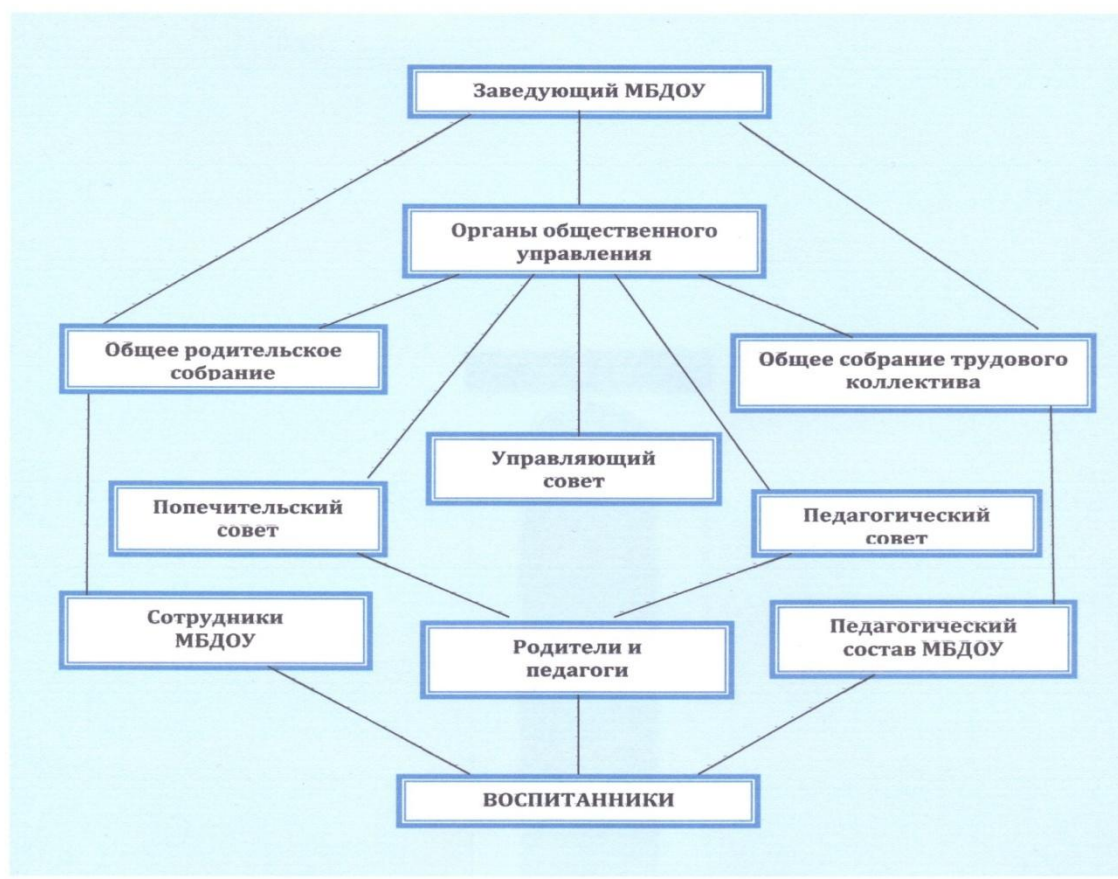 Заведующий МБДОУ
Органы общественного
управления
Общее родительское
собрание
Общее собрание трудового
коллектива
Управляющий
совет
Попечительский
совет
Педагогический
совет
Сотрудники
МБДОУ
Родители и
педагоги
Педагогический
состав МБДОУ
ВОСПИТАННИКИ